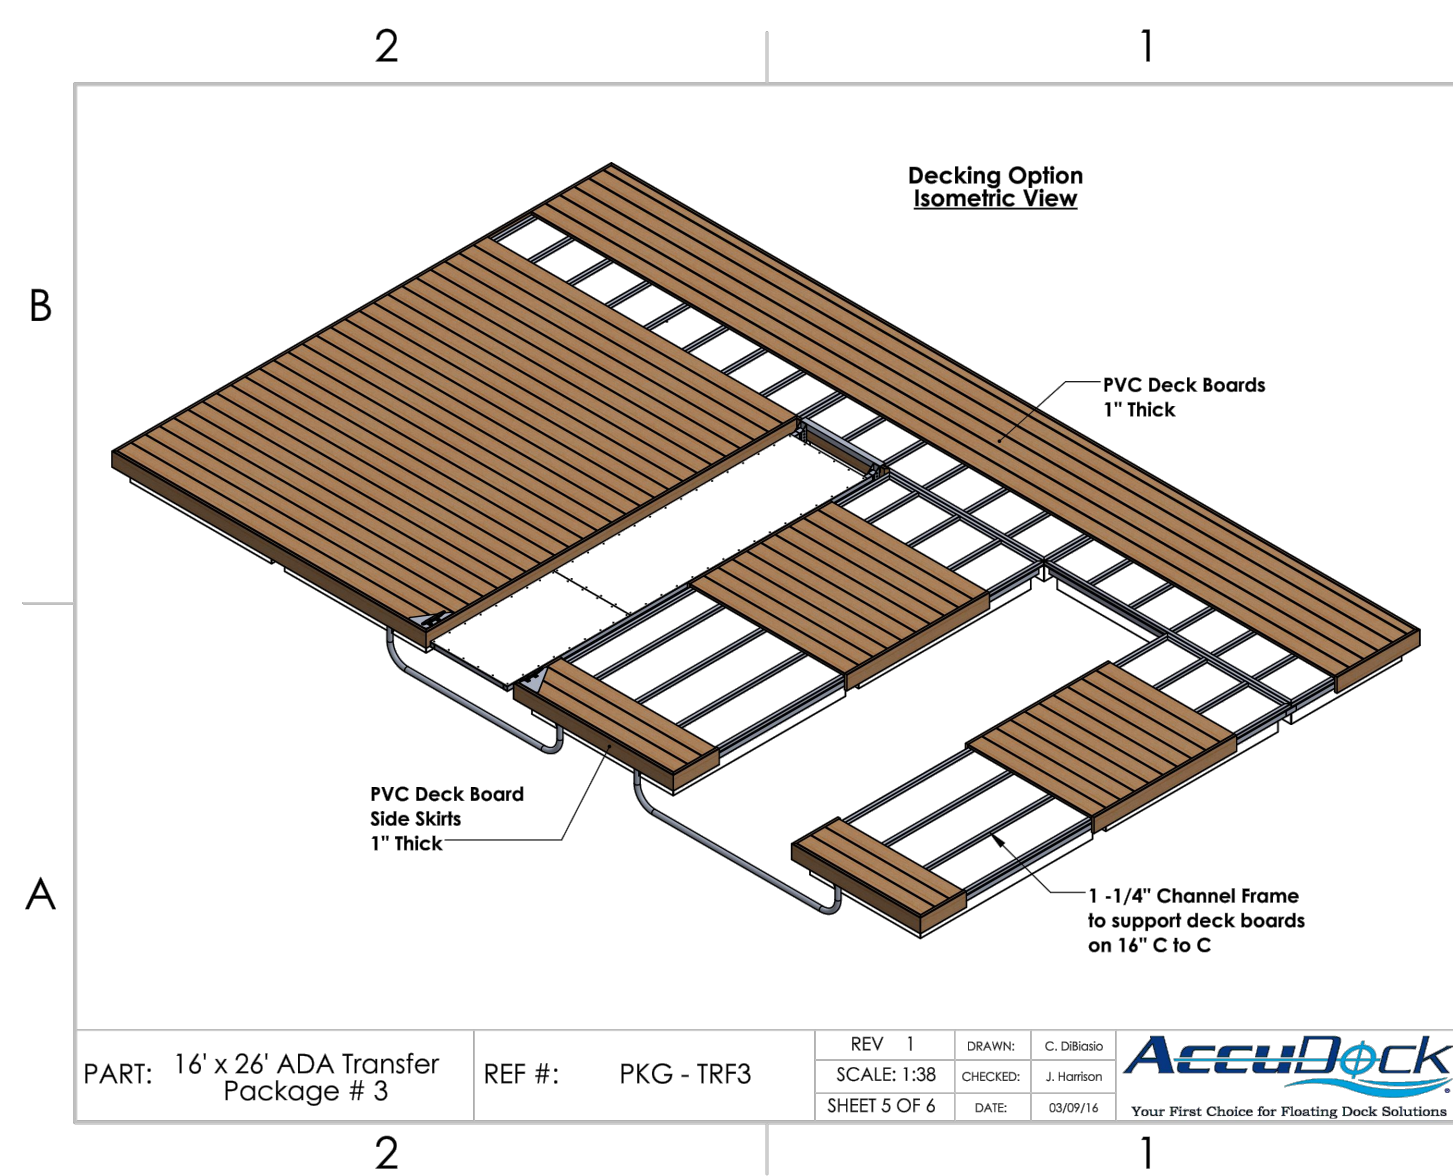 2
1
Decking Option
Isometric View
B
PVC Deck Boards
1" Thick
PVC Deck Board
Side Skirts
1" Thick
A
1 -1/4" Channel Frame
to support deck boards
on 16" C to C
PART: 16' x 26' ADA Transfer
Package # 3
REF #: PKG - TRF3
REV 1
SCALE: 1:38
SHEET 5 OF 6
DRAWN: C. DiBiasio
CHECKED: J. Harrison
DATE: 03/09/16
AccuDock
Your First Choice for Floating Dock Solutions
2
1